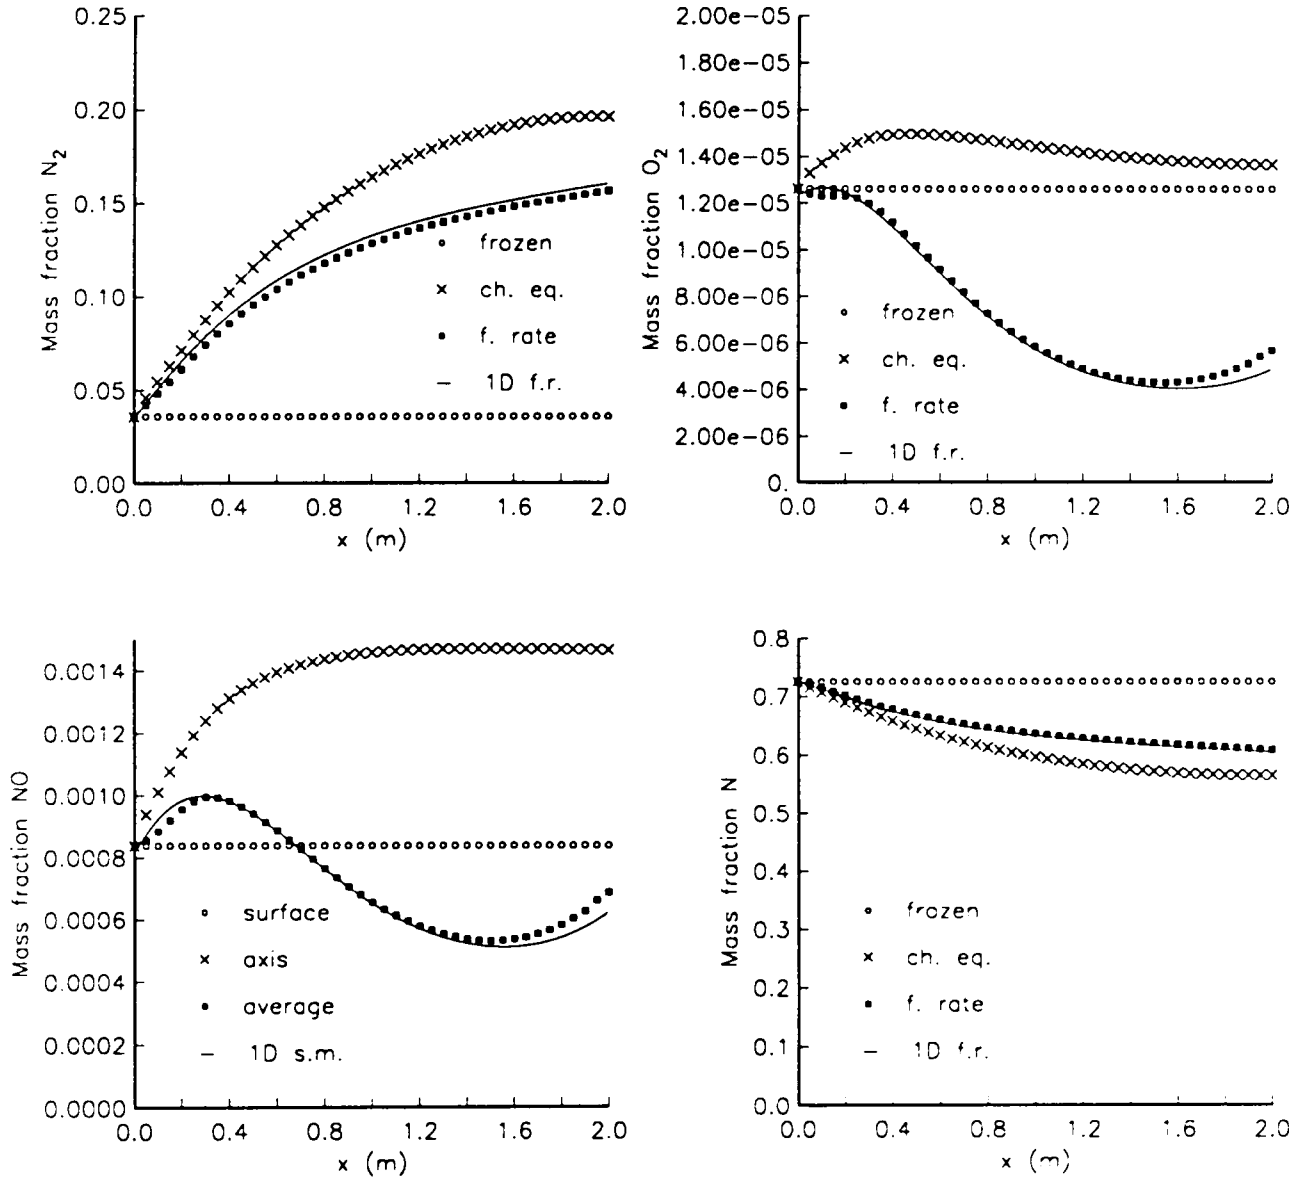 0.25
0.20
0.15
0.10
0.05
0.00
Mass fraction N2
o frozen
× ch. eq.
▪ f. rate
— 1D f.r.
0.0 0.4 0.8 1.2 1.6 2.0
x (m)
2.00e−05
1.80e−05
1.60e−05
1.40e−05
1.20e−05
1.00e−05
8.00e−06
6.00e−06
4.00e−06
2.00e−06
0.
Mass fraction O2
o frozen
× ch. eq.
▪ f. rate
— 1D f.r.
0.0 0.4 0.8 1.2 1.6 2.0
x (m)
0.0014
0.0012
0.0010
0.0008
0.0006
0.0004
0.0002
0.0000
Mass fraction NO
o surface
× axis
• average
— 1D s.m.
0.0 0.4 0.8 1.2 1.6 2.0
x (m)
0.8
0.7
0.6
0.5
0.4
0.3
0.2
0.1
0.0
Mass fraction N
o frozen
× ch. eq.
▪ f. rate
— 1D f.r.
0.0 0.4 0.8 1.2 1.6 2.0
x (m)